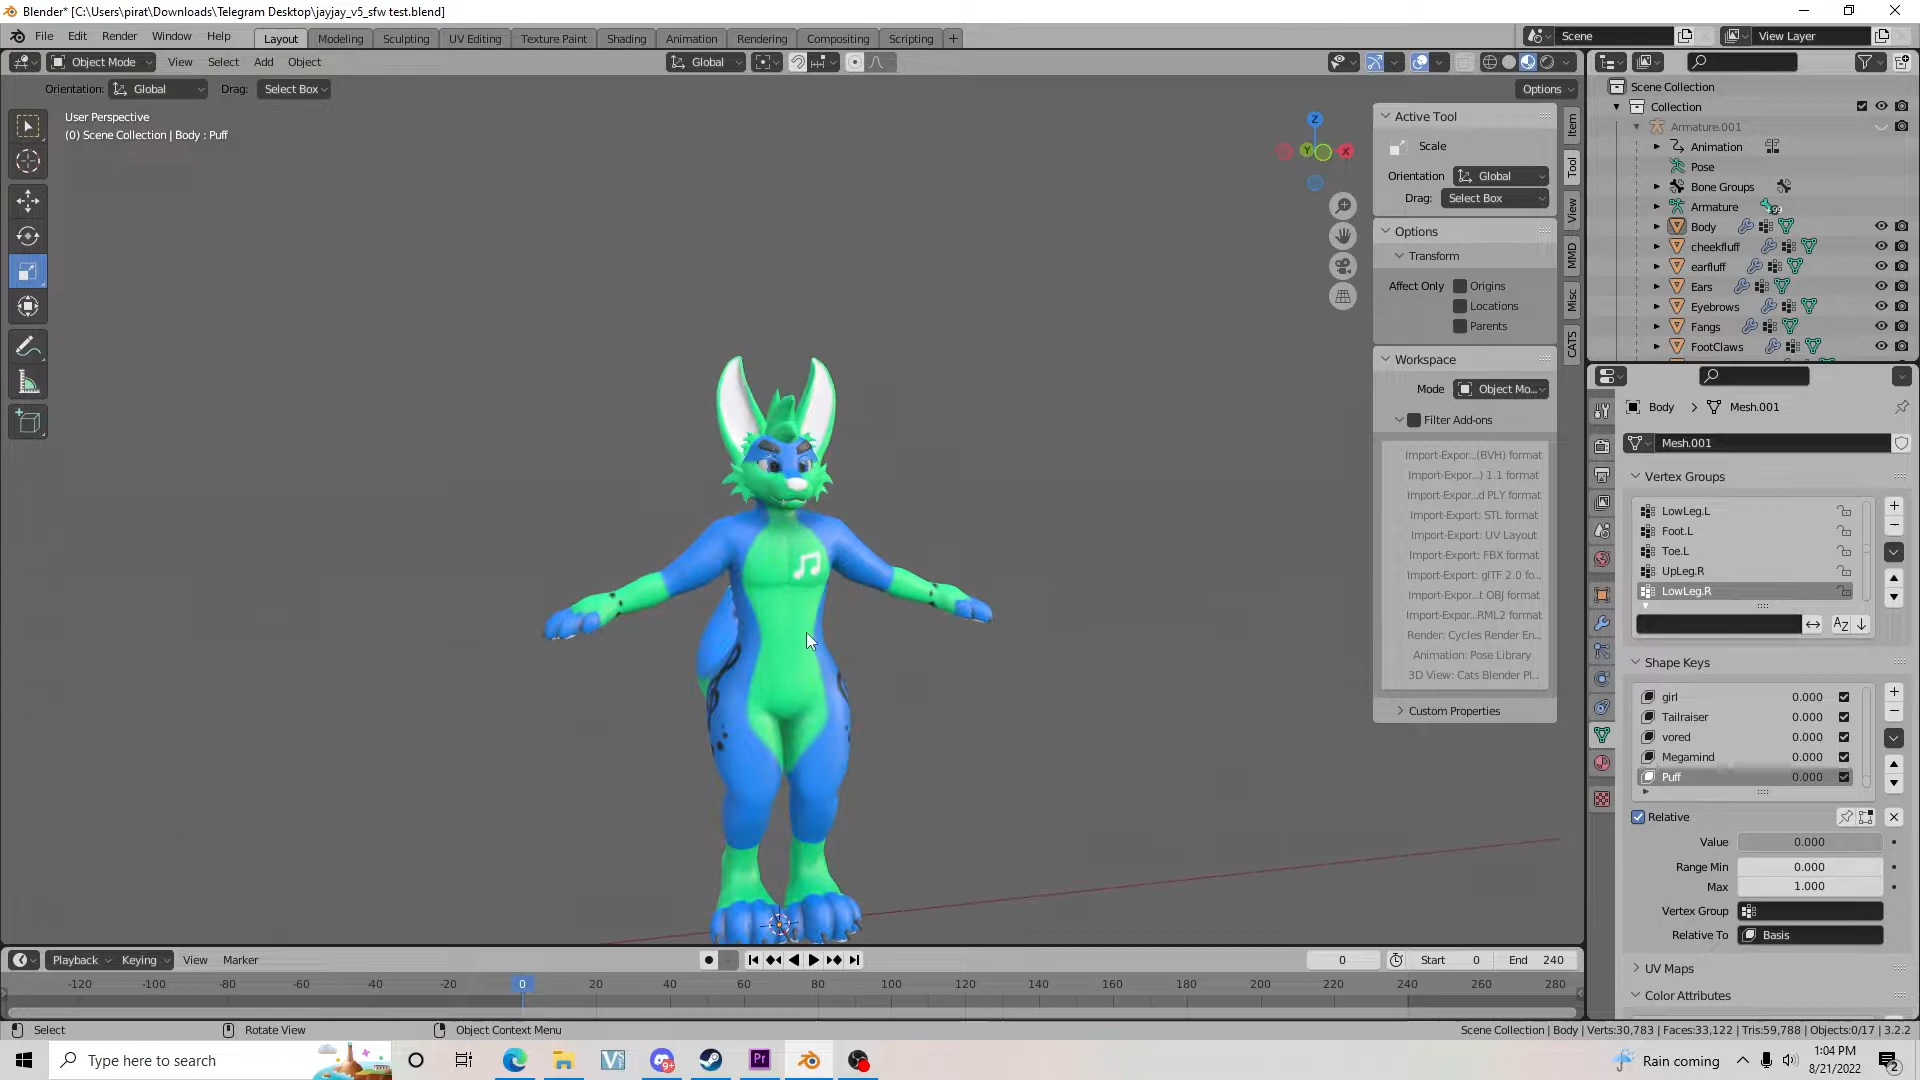 Blender* [C:\Users\pirat\Downloads\Telegram Desktop\jayjay_v5_sfw test.blend]
File Edit Render Window Help Layout Modeling Sculpting UV Editing Texture Paint Shading Animation Rendering Compositing Scripting + Scene View Layer
Object Mode View Select Add Object Global
Orientation: Global Drag: Select Box Options
User Perspective
(0) Scene Collection | Body : Puff
Z
Y
X
Active Tool
Scale
Orientation Global
Drag: Select Box
Options
Transform
Affect Only Origins
Locations
Parents
Workspace
Mode Object Mo...
Filter Add-ons
Import-Expor...(BVH) format
Import-Expor...) 1.1 format
Import-Expor...d PLY format
Import-Export: STL format
Import-Export: UV Layout
Import-Export: FBX format
Import-Export: glTF 2.0 fo...
Import-Expor...t OBJ format
Import-Expor...RML2 format
Render: Cycles Render En...
Animation: Pose Library
3D View: Cats Blender Pl...
Custom Properties
Item
Tool
View
MMD
Misc
CATS
Scene Collection
Collection
Armature.001
Animation
Pose
Bone Groups
Armature
Body
cheekfluff
earfluff
Ears
Eyebrows
Fangs
FootClaws
Body > Mesh.001
Mesh.001
Vertex Groups
LowLeg.L
Foot.L
Toe.L
UpLeg.R
LowLeg.R
Shape Keys
girl 0.000
Tailraiser 0.000
vored 0.000
Megamind 0.000
Puff 0.000
Relative
Value 0.000
Range Min 0.000
Max 1.000
Vertex Group
Relative To Basis
UV Maps
Color Attributes
Playback Keying View Marker 0 Start 0 End 240
-120 -100 -80 -60 -40 -20 0 20 40 60 80 100 120 140 160 180 200 220 240 260 280
Select Rotate View Object Context Menu Scene Collection | Body | Verts:30,783 | Faces:33,122 | Tris:59,788 | Objects:0/17 | 3.2.2
Type here to search Rain coming 1:04 PM
8/21/2022